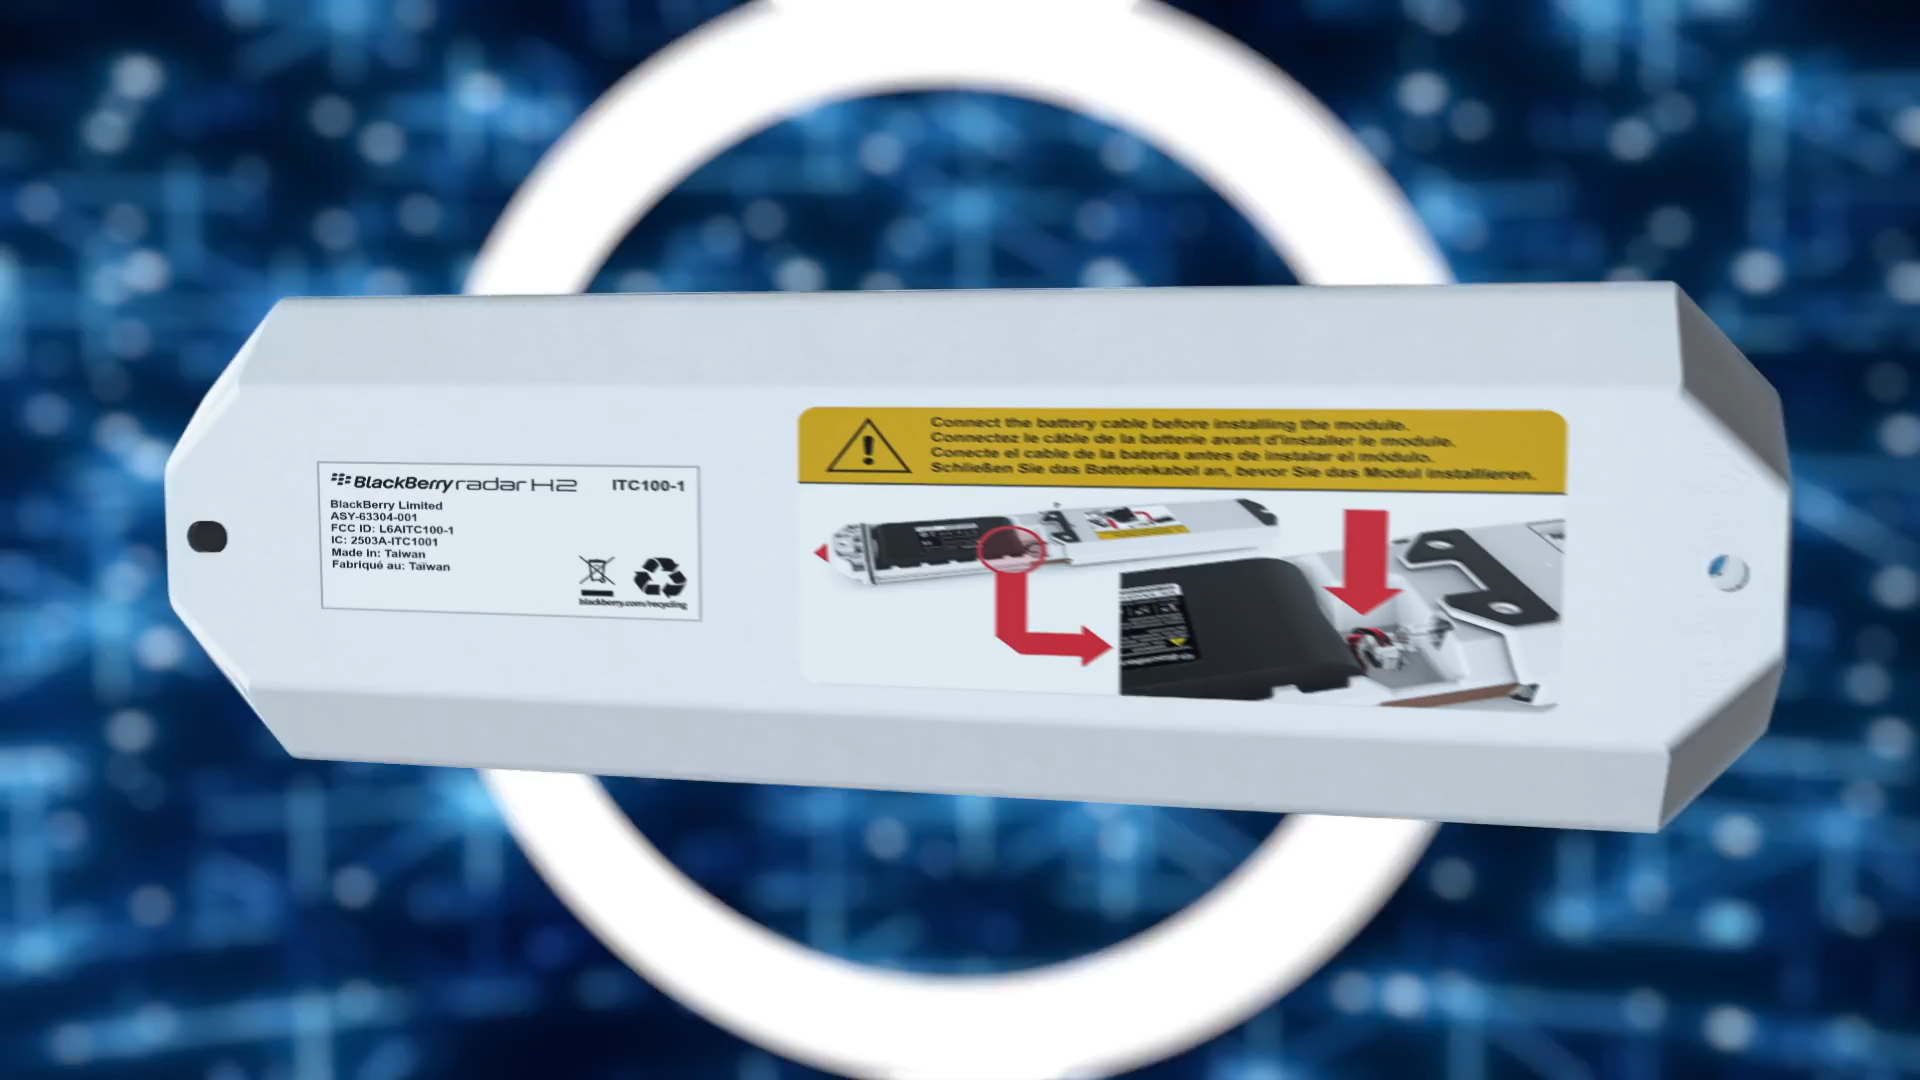 BlackBerry radar H2 ITC100-1
BlackBerry Limited
ASY-63304-001
FCC ID: L6AITC100-1
IC: 2503A-ITC1001
Made in: Taiwan
Fabriqué au: Taïwan
blackberry.com/recycling
Connect the battery cable before installing the module.
Connectez le câble de la batterie avant d'installer le module.
Conecte el cable de la batería antes de instalar el módulo.
Schließen Sie das Batteriekabel an, bevor Sie das Modul installieren.